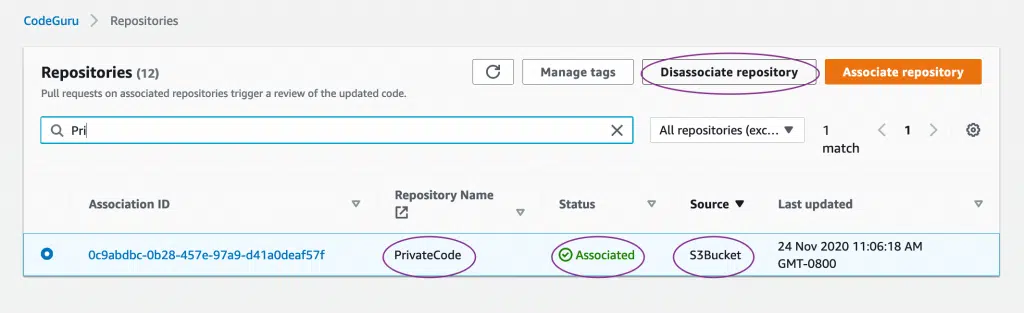 CodeGuru > Repositories
Repositories (12)
Manage tags
Disassociate repository
Associate repository
Pull requests on associated repositories trigger a review of the updated code.
Pri
All repositories (exc...
1
match
1
Association ID
Repository Name
Status
Source
Last updated
0c9abdbc-0b28-457e-97a9-d41a0deaf57f
PrivateCode
Associated
S3Bucket
24 Nov 2020 11:06:18 AM
GMT-0800